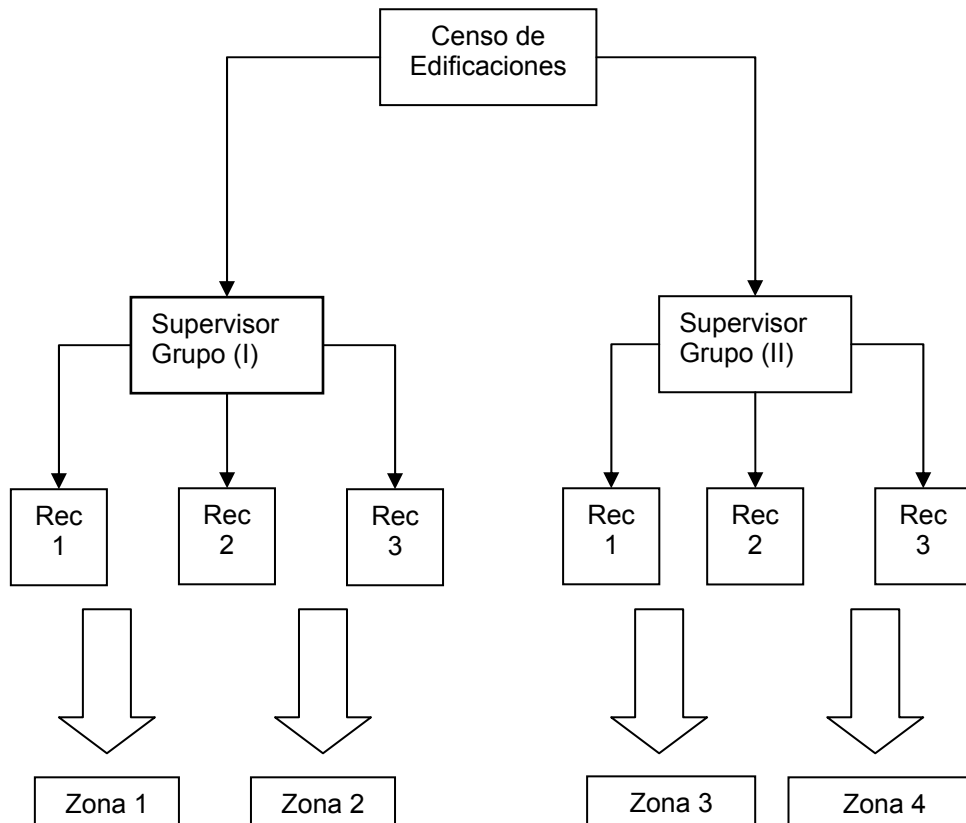 Censo de
Edificaciones
Supervisor
Grupo (I)
Supervisor
Grupo (II)
Rec
1
Rec
2
Rec
3
Rec
1
Rec
2
Rec
3
Zona 1
Zona 2
Zona 3
Zona 4